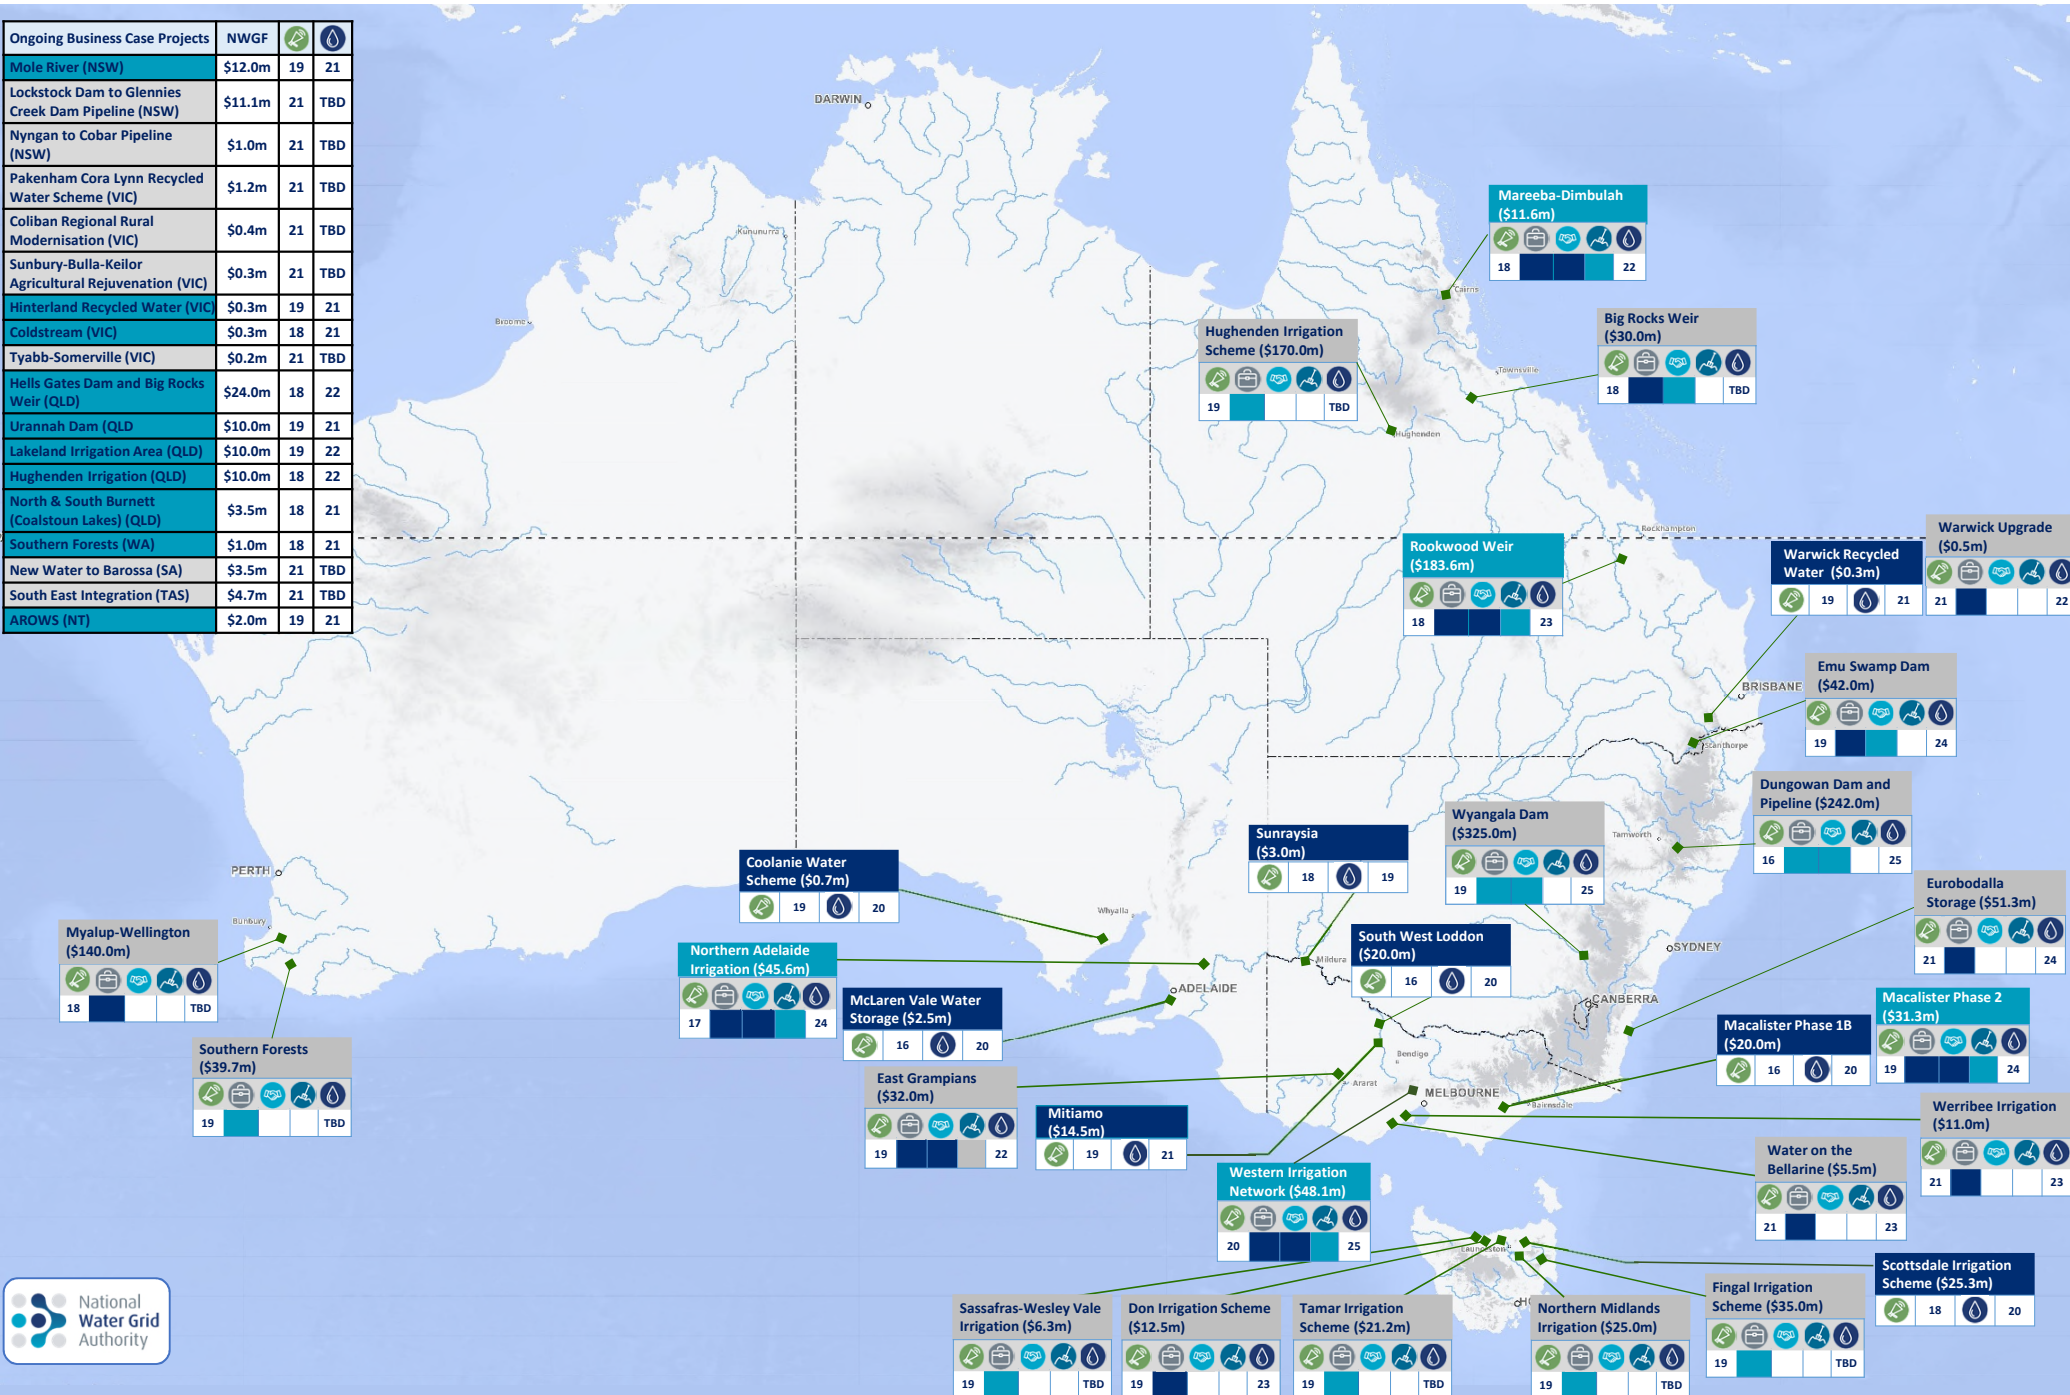 Ongoing Business Case Projects NWGF
Mole River (NSW) $12.0m 19 21
Lockstock Dam to Glennies
Creek Dam Pipeline (NSW) $11.1m 21 TBD
Nyngan to Cobar Pipeline
(NSW) $1.0m 21 TBD
Pakenham Cora Lynn Recycled
Water Scheme (VIC) $1.2m 21 TBD
Coliban Regional Rural
Modernisation (VIC) $0.4m 21 TBD
Sunbury-Bulla-Keilor
Agricultural Rejuvenation (VIC) $0.3m 21 TBD
Hinterland Recycled Water (VIC) $0.3m 19 21
Coldstream (VIC) $0.3m 18 21
Tyabb-Somerville (VIC) $0.2m 21 TBD
Hells Gates Dam and Big Rocks
Weir (QLD) $24.0m 18 22
Urannah Dam (QLD $10.0m 19 21
Lakeland Irrigation Area (QLD) $10.0m 19 22
Hughenden Irrigation (QLD) $10.0m 18 22
North & South Burnett
(Coalstoun Lakes) (QLD) $3.5m 18 21
Southern Forests (WA) $1.0m 18 21
New Water to Barossa (SA) $3.5m 21 TBD
South East Integration (TAS) $4.7m 21 TBD
AROWS (NT) $2.0m 19 21
DARWIN
Kununurra
Broome
Mareeba-Dimbulah
($11.6m)
18 22
Cairns
Big Rocks Weir
($30.0m)
18 TBD
Hughenden Irrigation
Scheme ($170.0m)
19 TBD
Townsville
Hughenden
Rockhampton
Rookwood Weir
($183.6m)
18 23
Warwick Upgrade
($0.5m)
21 22
Warwick Recycled
Water ($0.3m)
19 21
Emu Swamp Dam
($42.0m)
19 24
BRISBANE
Stanthorpe
Dungowan Dam and
Pipeline ($242.0m)
16 25
Tamworth
Wyangala Dam
($325.0m)
19 25
Sunraysia
($3.0m)
18 19
Coolanie Water
Scheme ($0.7m)
19 20
PERTH
Bunbury
Whyalla
Eurobodalla
Storage ($51.3m)
21 24
Myalup-Wellington
($140.0m)
18 TBD
South West Loddon
($20.0m)
16 20
Mildura
SYDNEY
Northern Adelaide
Irrigation ($45.6m)
17 24
ADELAIDE
CANBERRA
McLaren Vale Water
Storage ($2.5m)
16 20
Macalister Phase 2
($31.3m)
19 24
Macalister Phase 1B
($20.0m)
16 20
Southern Forests
($39.7m)
19 TBD
Bendigo
Ararat
MELBOURNE
Bairnsdale
East Grampians
($32.0m)
19 22
Mitiamo
($14.5m)
19 21
Werribee Irrigation
($11.0m)
21 23
Water on the
Bellarine ($5.5m)
21 23
Western Irrigation
Network ($48.1m)
20 25
Launceston
HO
Scottsdale Irrigation
Scheme ($25.3m)
18 20
Fingal Irrigation
Scheme ($35.0m)
19 TBD
Sassafras-Wesley Vale
Irrigation ($6.3m)
19 TBD
Don Irrigation Scheme
($12.5m)
19 23
Tamar Irrigation
Scheme ($21.2m)
19 TBD
Northern Midlands
Irrigation ($25.0m)
19 TBD
National
Water Grid
Authority